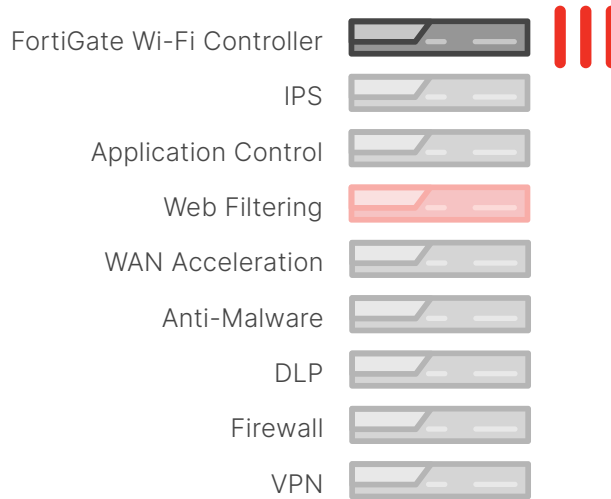 FortiGate Wi-Fi Controller
IPS
Application Control
Web Filtering
WAN Acceleration
Anti-Malware
DLP
Firewall
VPN